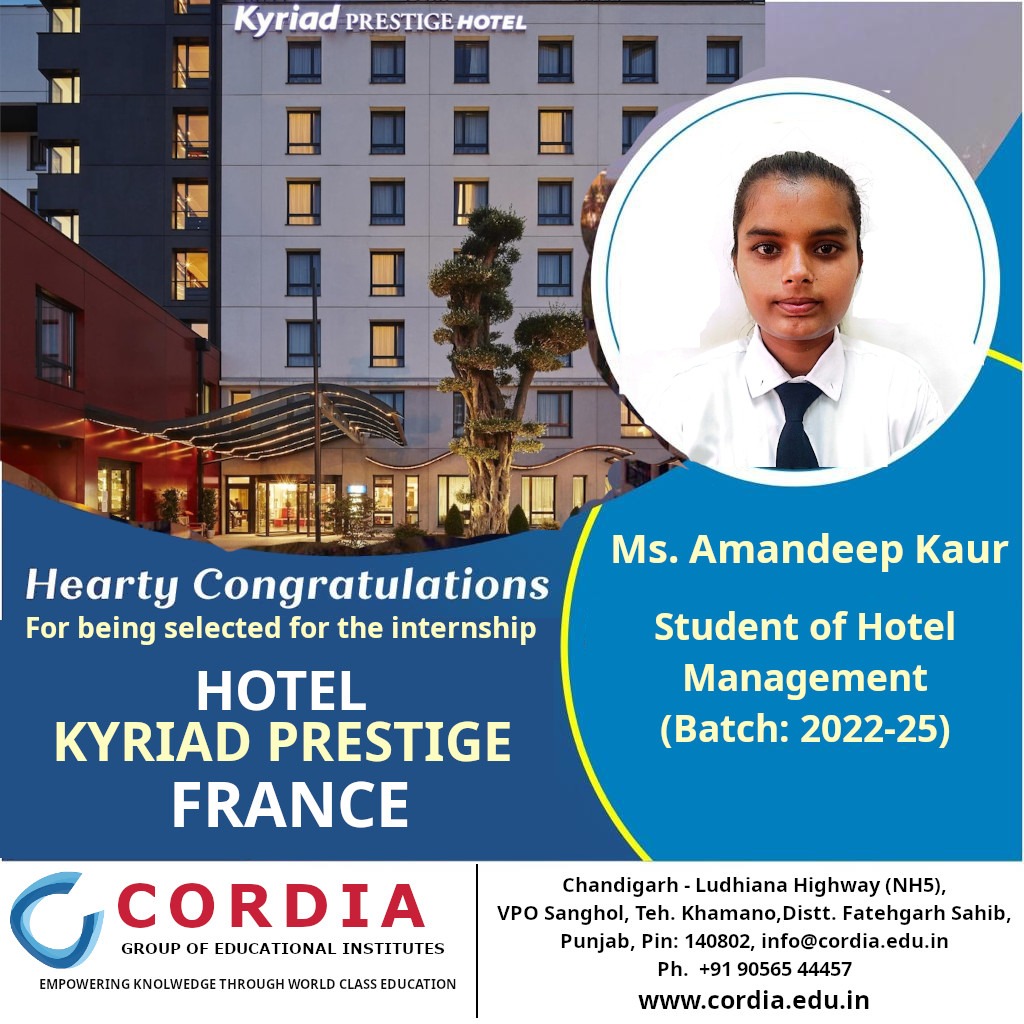 Kyriad PRESTIGE HOTEL
Ms. Amandeep Kaur
Student of Hotel
Management
(Batch: 2022-25)
Hearty Congratulations
For being selected for the internship
HOTEL
KYRIAD PRESTIGE
FRANCE
CORDIA
GROUP OF EDUCATIONAL INSTITUTES
EMPOWERING KNOLWEDGE THROUGH WORLD CLASS EDUCATION
Chandigarh - Ludhiana Highway (NH5),
VPO Sanghol, Teh. Khamano,Distt. Fatehgarh Sahib,
Punjab, Pin: 140802, info@cordia.edu.in
Ph. +91 90565 44457
www.cordia.edu.in